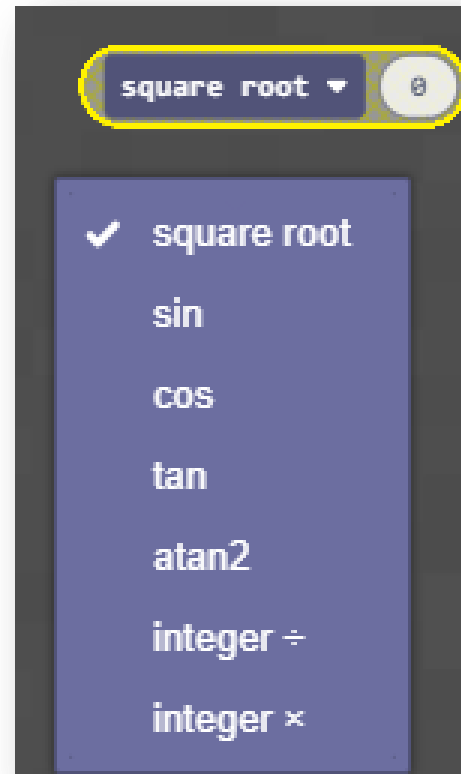 square root 0
square root
sin
cos
tan
atan2
integer ÷
integer ×